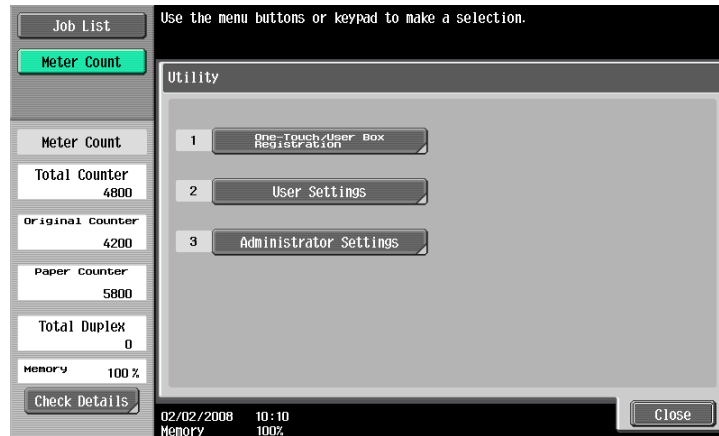 Job List
Use the menu buttons or keypad to make a selection.
Meter Count
Utility
1 One-Touch/User Box
Registration
Meter Count
Total Counter
4800
2 User Settings
Original Counter
4200
3 Administrator Settings
Paper Counter
5800
Total Duplex
0
Memory 100 %
Check Details
02/02/2008 10:10
Memory 100%
Close